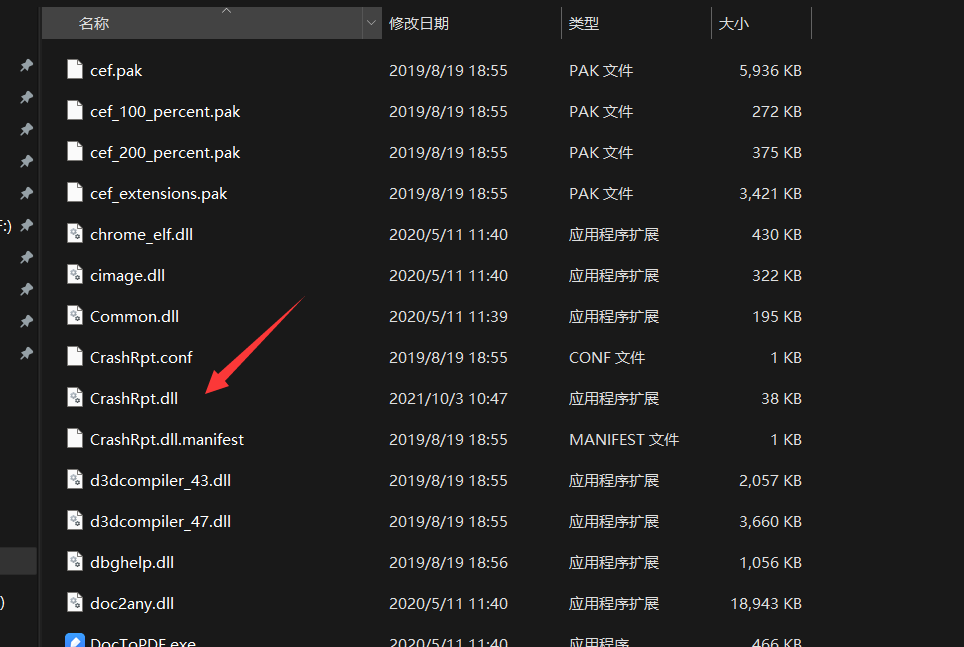 名称 修改日期 类型 大小
cef.pak 2019/8/19 18:55 PAK 文件 5,936 KB
cef_100_percent.pak 2019/8/19 18:55 PAK 文件 272 KB
cef_200_percent.pak 2019/8/19 18:55 PAK 文件 375 KB
cef_extensions.pak 2019/8/19 18:55 PAK 文件 3,421 KB
:) chrome_elf.dll 2020/5/11 11:40 应用程序扩展 430 KB
cimage.dll 2020/5/11 11:40 应用程序扩展 322 KB
Common.dll 2020/5/11 11:39 应用程序扩展 195 KB
CrashRpt.conf 2019/8/19 18:55 CONF 文件 1 KB
CrashRpt.dll 2021/10/3 10:47 应用程序扩展 38 KB
CrashRpt.dll.manifest 2019/8/19 18:55 MANIFEST 文件 1 KB
d3dcompiler_43.dll 2019/8/19 18:55 应用程序扩展 2,057 KB
d3dcompiler_47.dll 2019/8/19 18:55 应用程序扩展 3,660 KB
dbghelp.dll 2019/8/19 18:56 应用程序扩展 1,056 KB
) doc2any.dll 2020/5/11 11:40 应用程序扩展 18,943 KB
DocToPDF.exe 2020/5/11 11:40 应用程序 466 KB